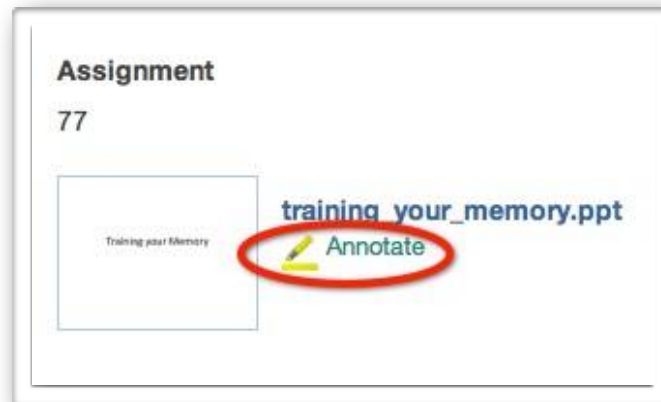 Assignment
77
training_your_memory.ppt
Training your Memory
Annotate